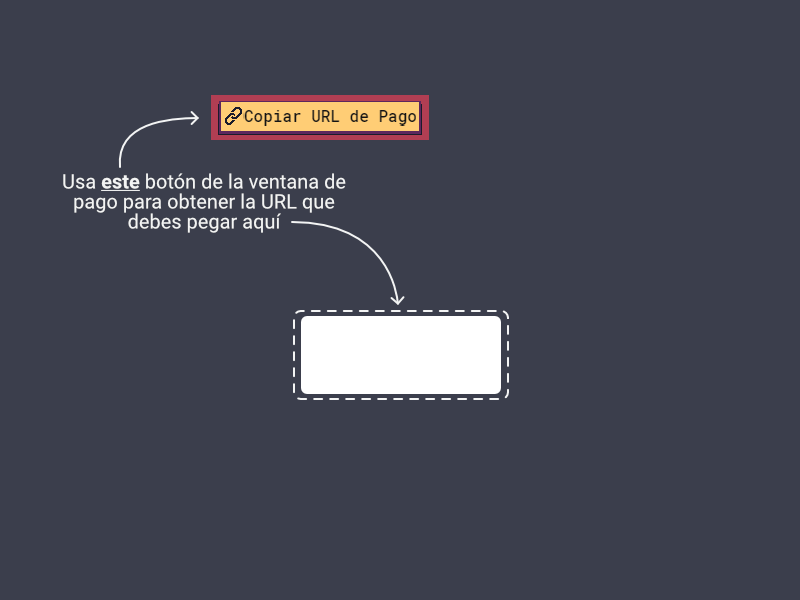 Copiar URL de Pago
Usa este botón de la ventana de
pago para obtener la URL que
debes pegar aquí